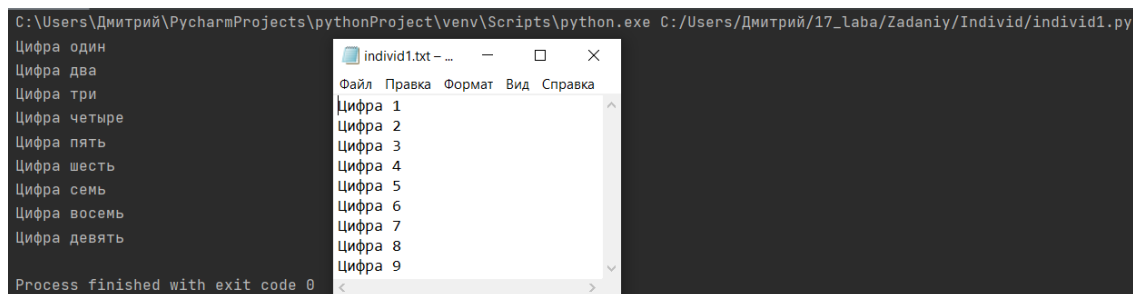 C:\Users\Дмитрий\PycharmProjects\pythonProject\venv\Scripts\python.exe C:/Users/Дмитрий/17_laba/Zadaniy/Individ/individ1.py
Цифра один
Цифра два
Цифра три
Цифра четыре
Цифра пять
Цифра шесть
Цифра семь
Цифра восемь
Цифра девять
Process finished with exit code 0
individ1.txt – ...
Файл Правка Формат Вид Справка
Цифра 1
Цифра 2
Цифра 3
Цифра 4
Цифра 5
Цифра 6
Цифра 7
Цифра 8
Цифра 9